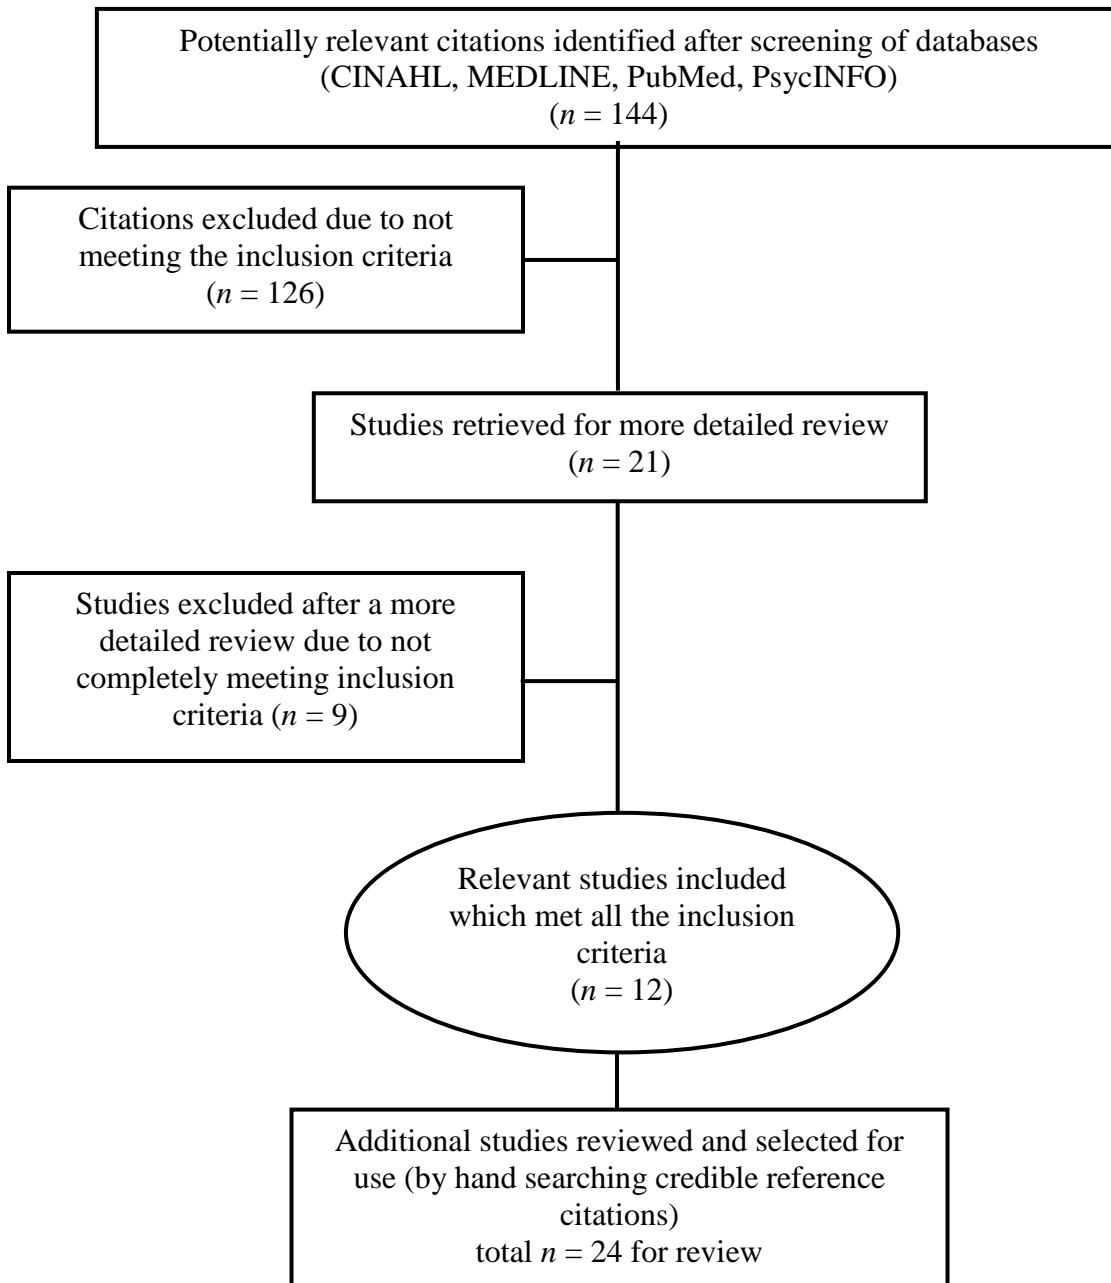 Potentially relevant citations identified after screening of databases
(CINAHL, MEDLINE, PubMed, PsycINFO)
(n = 144)
Citations excluded due to not
meeting the inclusion criteria
(n = 126)
Studies retrieved for more detailed review
(n = 21)
Studies excluded after a more
detailed review due to not
completely meeting inclusion
criteria (n = 9)
Relevant studies included
which met all the inclusion
criteria
(n = 12)
Additional studies reviewed and selected for
use (by hand searching credible reference
citations)
total n = 24 for review